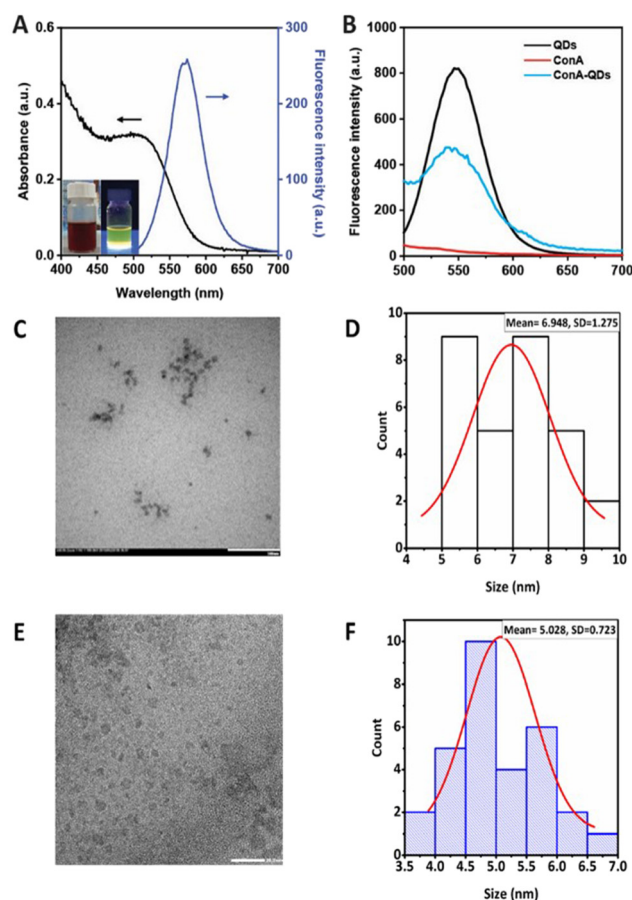 A
0.6
0.4
0.2
0.0
400 450 500 550 600 650 700
300
200
100
0
Absorbance (a.u.)
Fluorescence intensity (a.u.)
Wavelength (nm)
B
1000
800
600
400
200
0
500 550 600 650 700
Fluorescence intensity (a.u.)
Wavelength (nm)
QDs
ConA
ConA-QDs
C
D
Mean= 6.948, SD=1.275
10
8
6
4
2
0
4 5 6 7 8 9 10
Count
Size (nm)
E
F
Mean= 5.028, SD=0.723
10
8
6
4
2
0
3.5 4.0 4.5 5.0 5.5 6.0 6.5 7.0
Count
Size (nm)